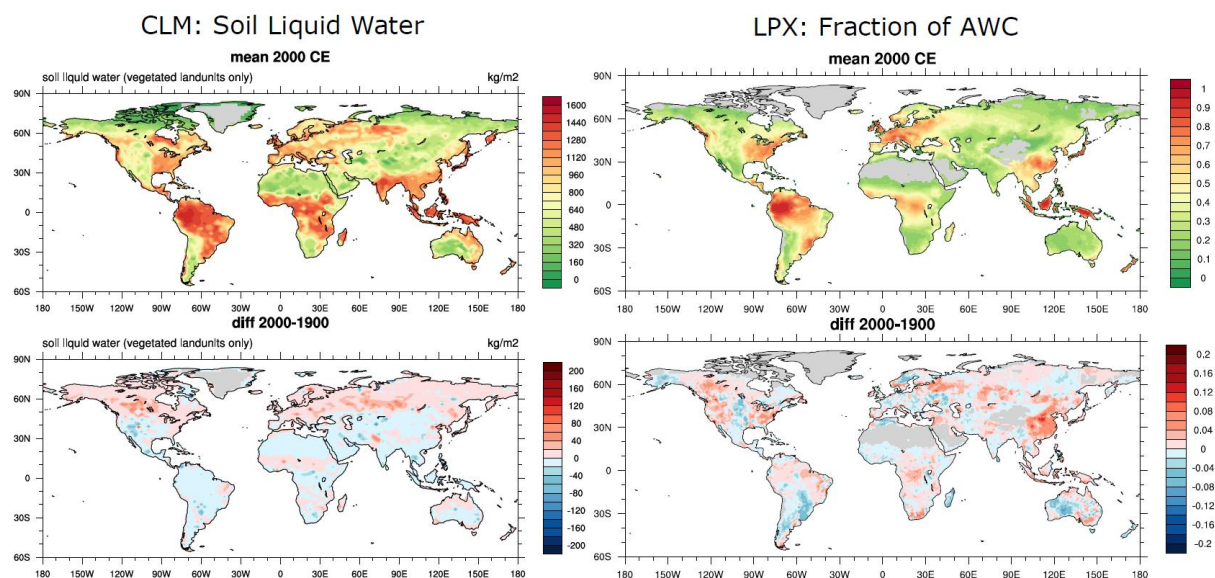 CLM: Soil Liquid Water
mean 2000 CE
soil liquid water (vegetated landunits only) kg/m2
90N
60N
30N
0
30S
60S
180 150W 120W 90W 60W 30W 0 30E 60E 90E 120E 150E 180
1600
1440
1280
1120
960
800
640
480
320
160
0
diff 2000-1900
soil liquid water (vegetated landunits only) kg/m2
90N
60N
30N
0
30S
60S
180 150W 120W 90W 60W 30W 0 30E 60E 90E 120E 150E 180
200
160
120
80
40
0
-40
-80
-120
-160
-200
LPX: Fraction of AWC
mean 2000 CE
90N
60N
30N
0
30S
60S
180 150W 120W 90W 60W 30W 0 30E 60E 90E 120E 150E 180
1
0.9
0.8
0.7
0.6
0.5
0.4
0.3
0.2
0.1
0
diff 2000-1900
90N
60N
30N
0
30S
60S
180 150W 120W 90W 60W 30W 0 30E 60E 90E 120E 150E 180
0.2
0.16
0.12
0.08
0.04
0
-0.04
-0.08
-0.12
-0.16
-0.2